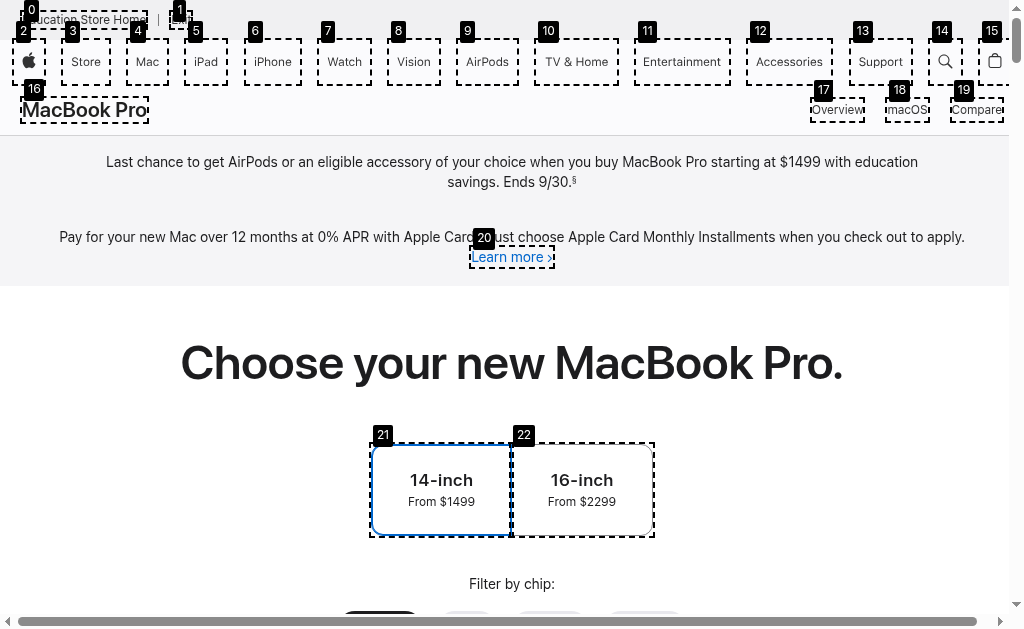 0
1
Education Store Home | Exit
2
3
4
5
6
7
8
9
10
11
12
13
14
15
Store
Mac
iPad
iPhone
Watch
Vision
AirPods
TV & Home
Entertainment
Accessories
Support
16
17
18
19
MacBook Pro
Overview
macOS
Compare
Last chance to get AirPods or an eligible accessory of your choice when you buy MacBook Pro starting at $1499 with education
savings. Ends 9/30.§
Pay for your new Mac over 12 months at 0% APR with Apple Card. Just choose Apple Card Monthly Installments when you check out to apply.
20
Learn more ›
Choose your new MacBook Pro.
21
22
14-inch
From $1499
16-inch
From $2299
Filter by chip: